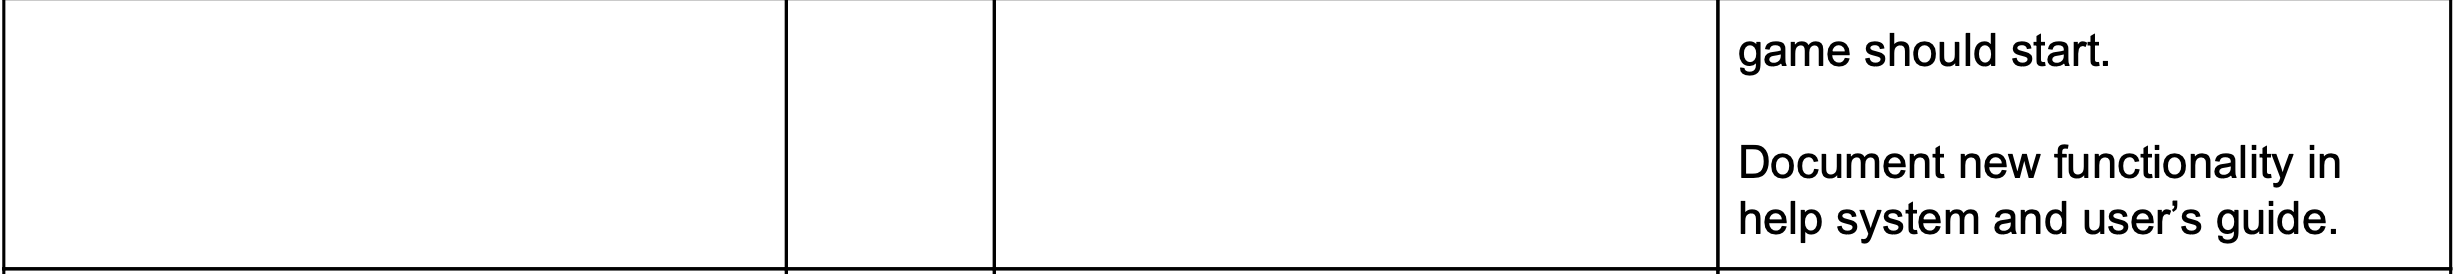 game should start.
Document new functionality in
help system and user’s guide.